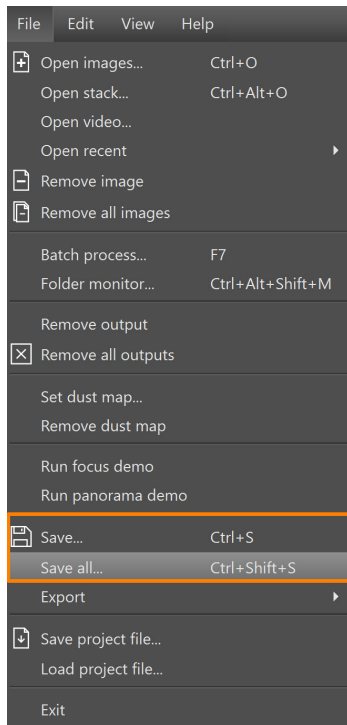 File Edit View Help
Open images... Ctrl+O
Open stack... Ctrl+Alt+O
Open video...
Open recent
Remove image
Remove all images
Batch process... F7
Folder monitor... Ctrl+Alt+Shift+M
Remove output
Remove all outputs
Set dust map...
Remove dust map
Run focus demo
Run panorama demo
Save... Ctrl+S
Save all... Ctrl+Shift+S
Export
Save project file...
Load project file...
Exit